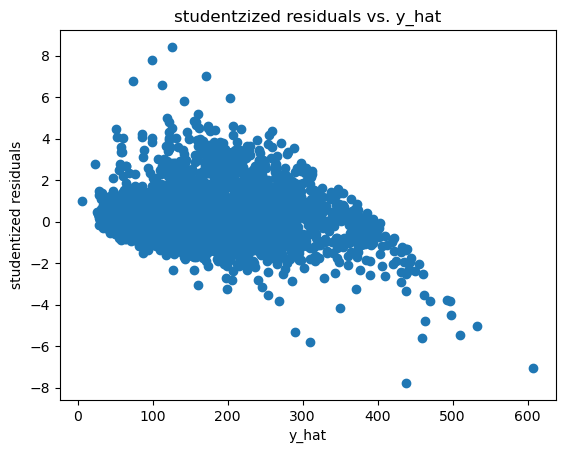 studentzized residuals vs. y_hat
8
6
4
2
0
−2
−4
−6
−8
studentized residuals
0 100 200 300 400 500 600
y_hat